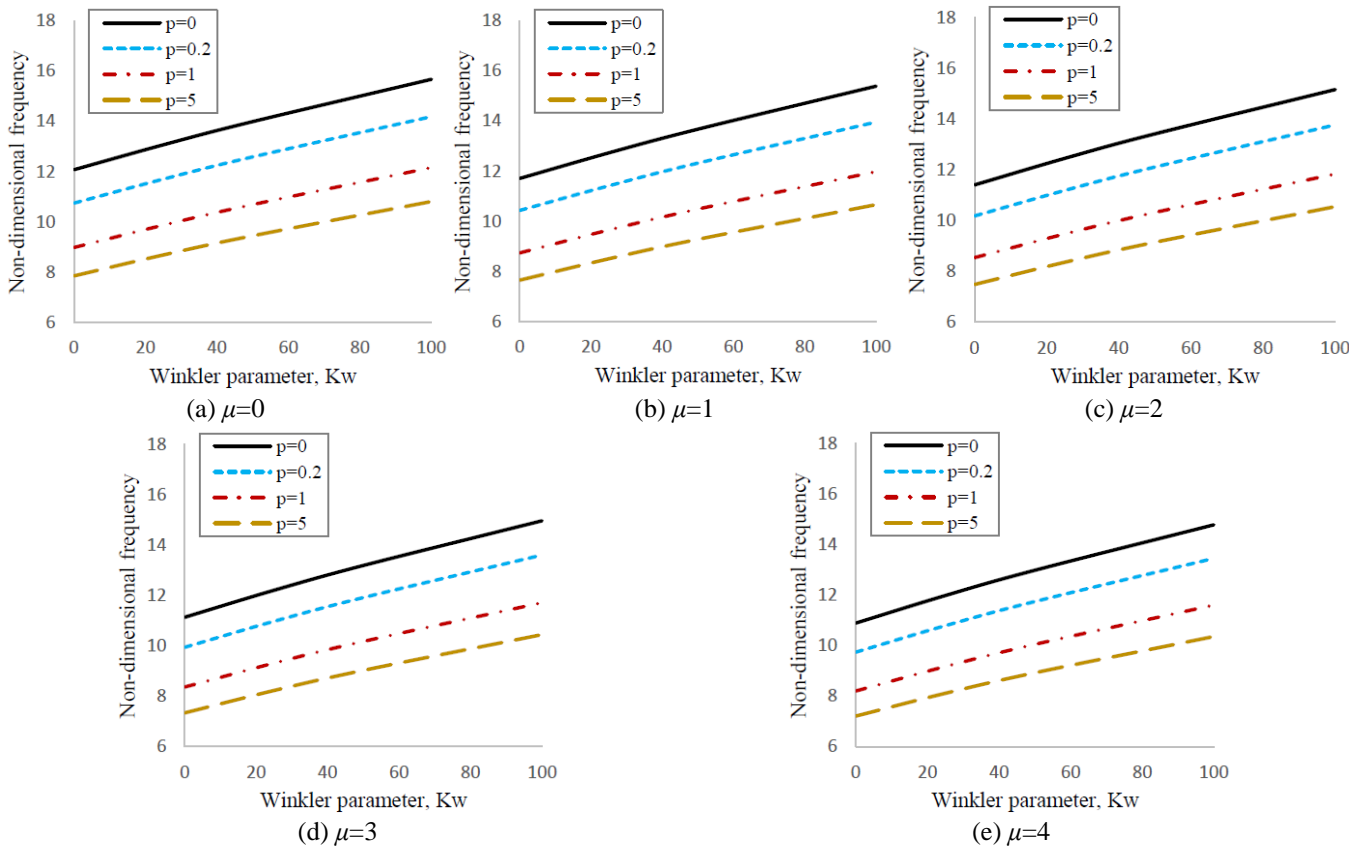 Non-dimensional frequency
18
16
14
12
10
8
6
p=0
p=0.2
p=1
p=5
0 20 40 60 80 100
Winkler parameter, Kw
(a) μ=0
Non-dimensional frequency
18
16
14
12
10
8
6
p=0
p=0.2
p=1
p=5
0 20 40 60 80 100
Winkler parameter, Kw
(b) μ=1
Non-dimensional frequency
18
16
14
12
10
8
6
p=0
p=0.2
p=1
p=5
0 20 40 60 80 100
Winkler parameter, Kw
(c) μ=2
Non-dimensional frequency
18
16
14
12
10
8
6
p=0
p=0.2
p=1
p=5
0 20 40 60 80 100
Winkler parameter, Kw
(d) μ=3
Non-dimensional frequency
18
16
14
12
10
8
6
p=0
p=0.2
p=1
p=5
0 20 40 60 80 100
Winkler parameter, Kw
(e) μ=4